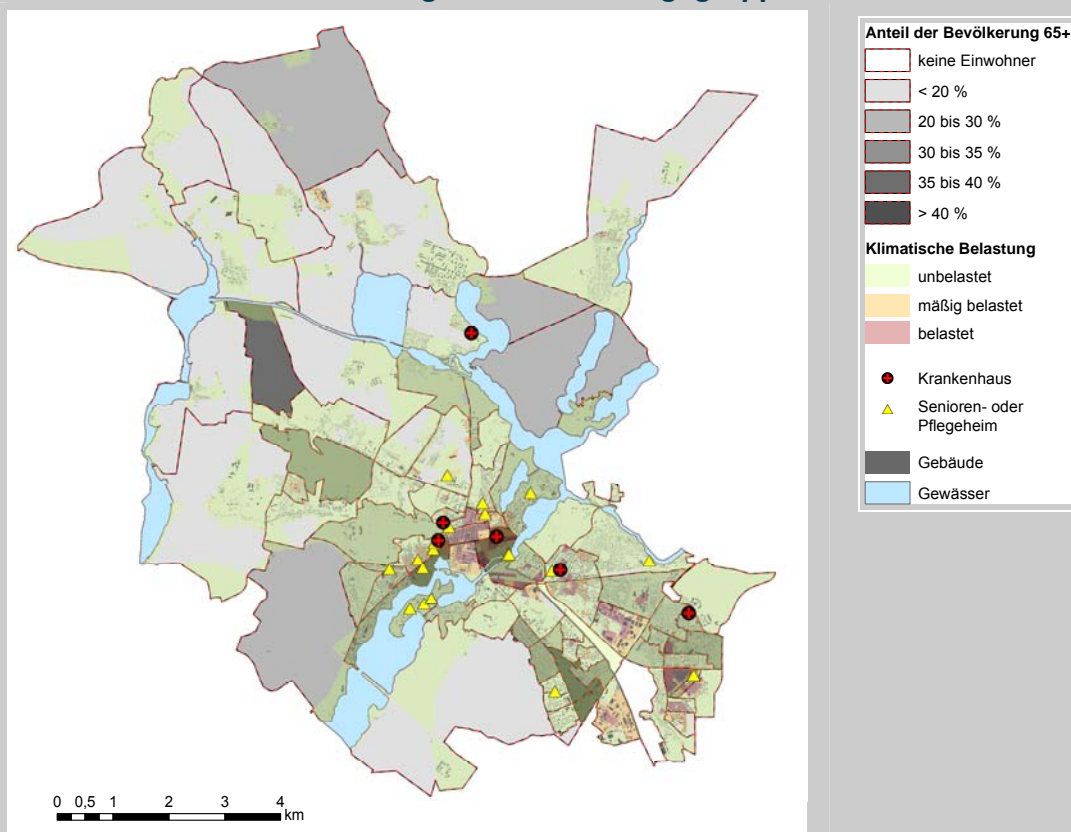 Anteil der Bevölkerung 65+
keine Einwohner
< 20 %
20 bis 30 %
30 bis 35 %
35 bis 40 %
> 40 %
Klimatische Belastung
unbelastet
mäßig belastet
belastet
Krankenhaus
Senioren- oder
Pflegeheim
Gebäude
Gewässer
0 0,5 1 2 3 4
km